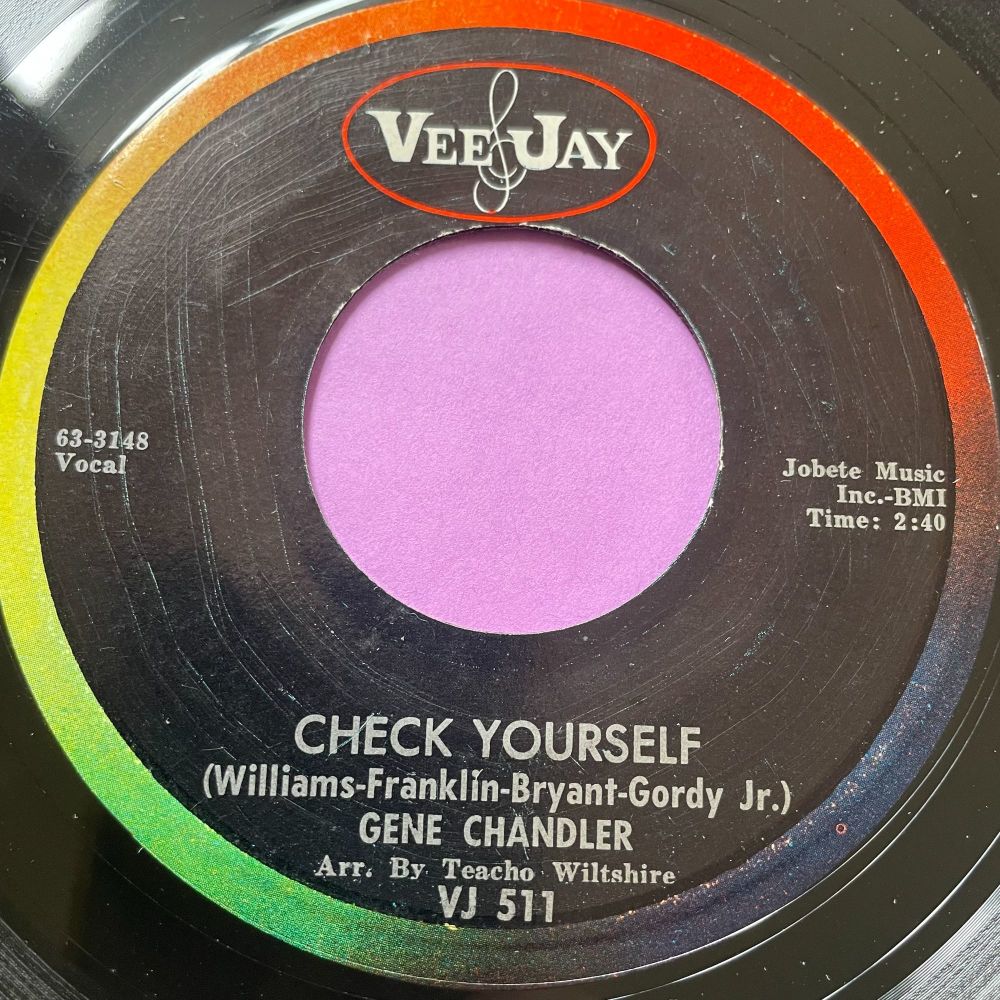 VEE JAY
63-3148
Vocal
Jobete Music
Inc.-BMI
Time: 2:40
CHECK YOURSELF
(Williams-Franklin-Bryant-Gordy Jr.)
GENE CHANDLER
Arr. By Teacho Wiltshire
VJ 511